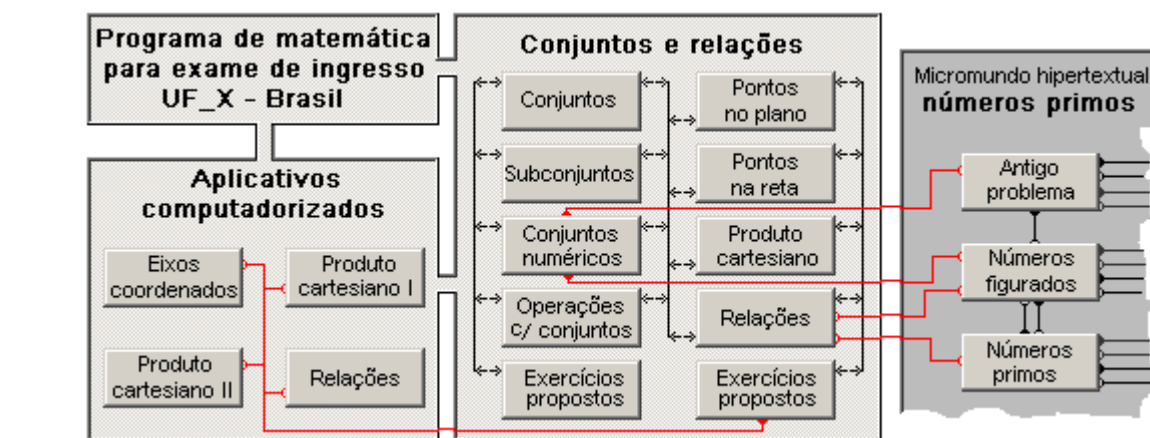 Programa de matemática
para exame de ingresso
UF_X - Brasil
Aplicativos
computadorizados
Eixos
coordenados
Produto
cartesiano I
Produto
cartesiano II
Relações
Conjuntos e relações
Conjuntos
Pontos
no plano
Subconjuntos
Pontos
na reta
Conjuntos
numéricos
Produto
cartesiano
Operações
c/ conjuntos
Relações
Exercícios
propostos
Exercícios
propostos
Micromundo hipertextual
números primos
Antigo
problema
Números
figurados
Números
primos